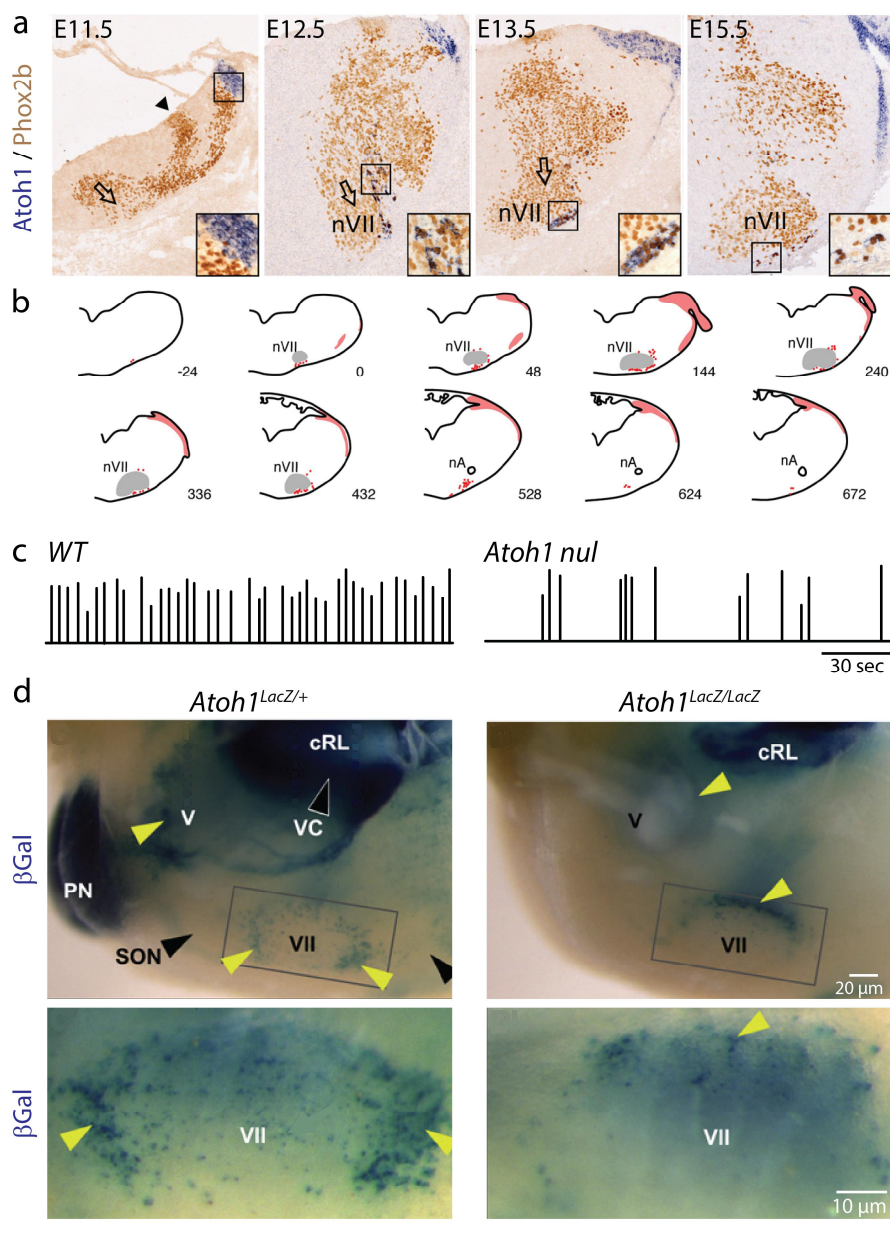 a
E11.5 E12.5 E13.5 E15.5
Atoh1 / Phox2b
nVII nVII nVII
b
nVII nVII nVII nVII
-24 0 48 144 240
nVII nVII nA nA nA
336 432 528 624 672
c WT Atoh1 nul
30 sec
d Atoh1LacZ/+ Atoh1LacZ/LacZ
βGal
cRL cRL
V VC V
PN
SON VII VII
20 μm
βGal
VII VII
10 μm